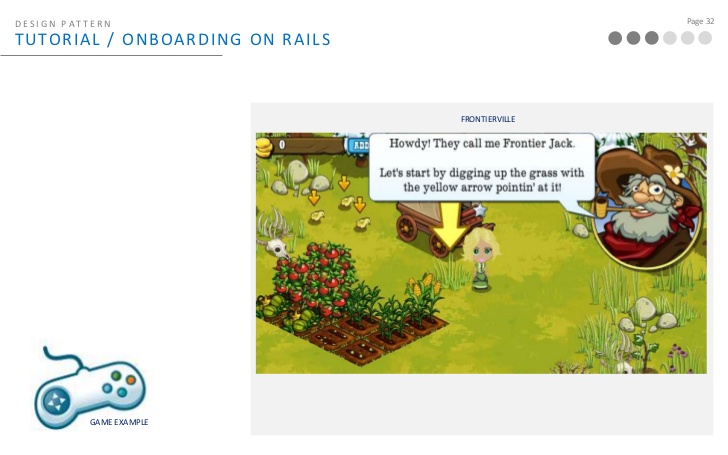 DESIGN PATTERN
TUTORIAL / ONBOARDING ON RAILS
Page 32
FRONTIERVILLE
0
ADD
Howdy! They call me Frontier Jack.
Let's start by digging up the grass with
the yellow arrow pointin' at it!
GAME EXAMPLE